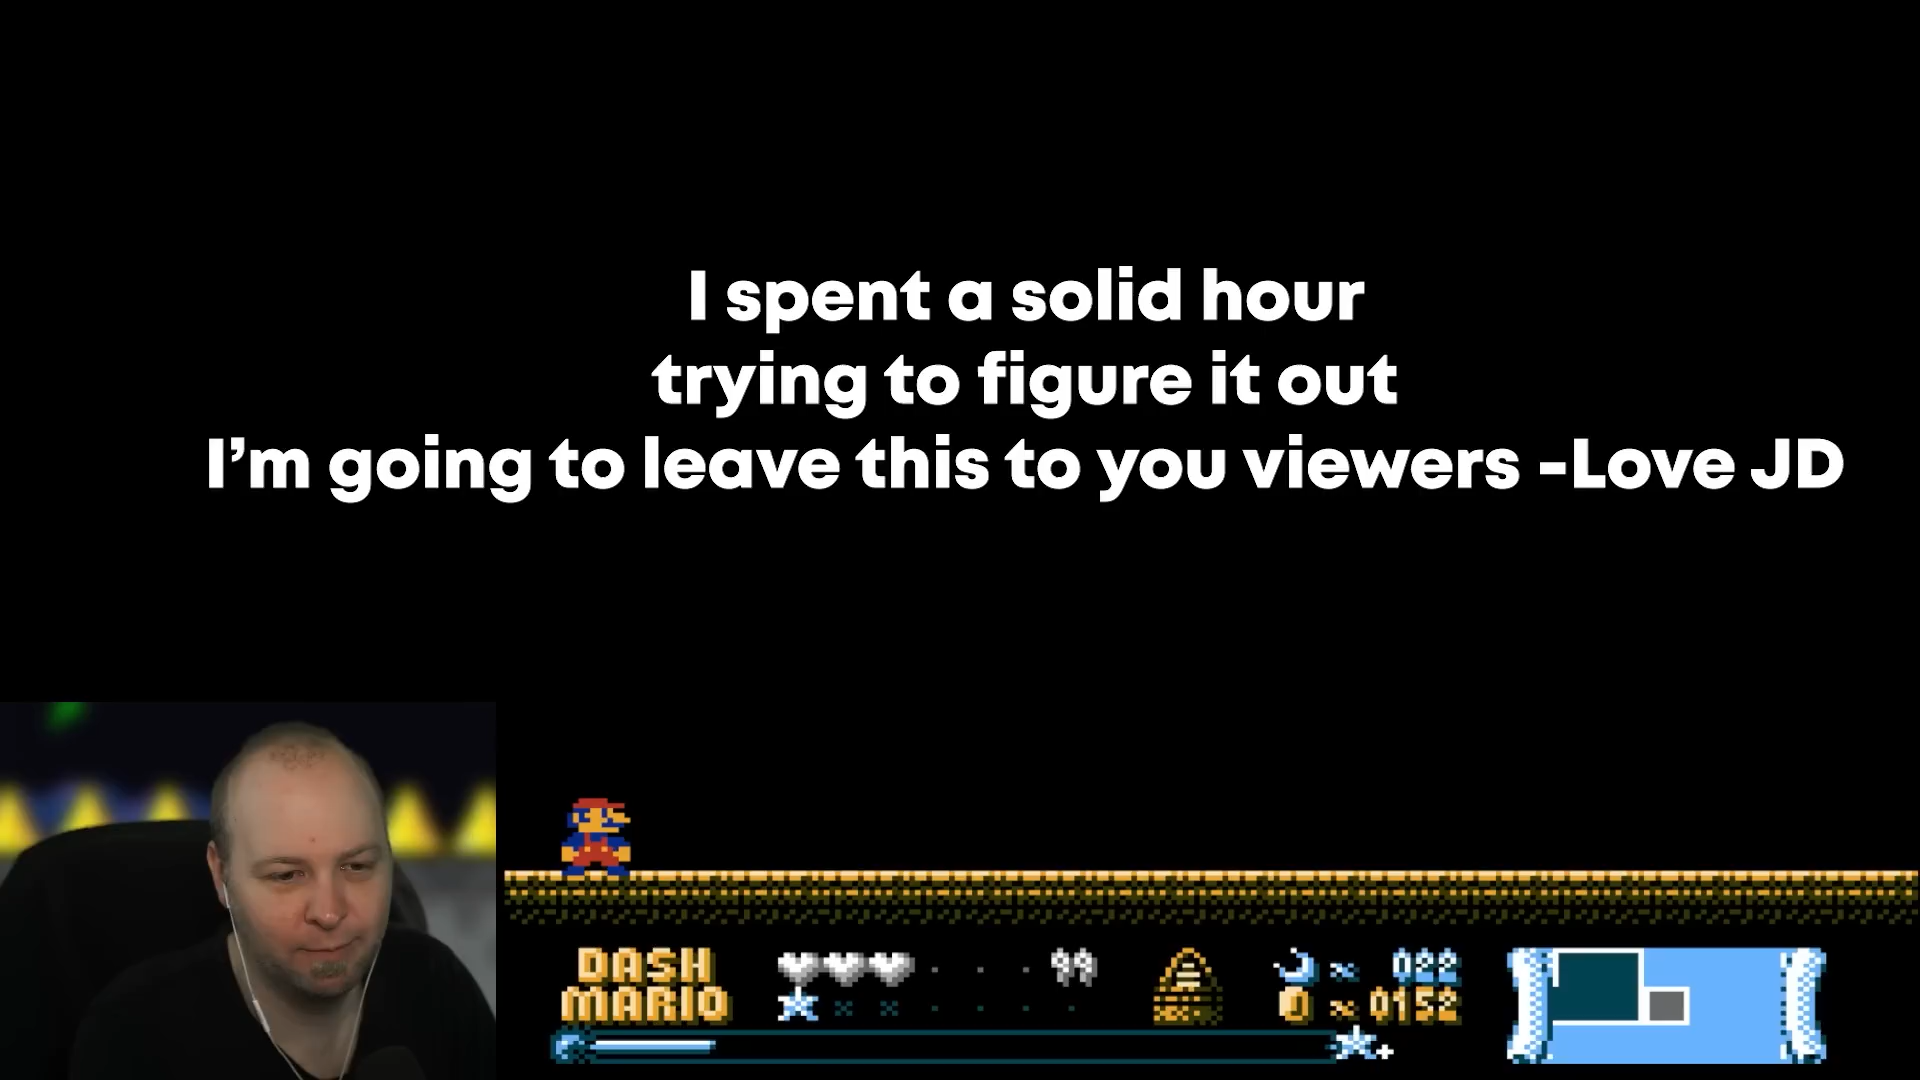 I spent a solid hour
trying to figure it out
I’m going to leave this to you viewers -Love JD
DASH 99 × 022
MARIO × 0152